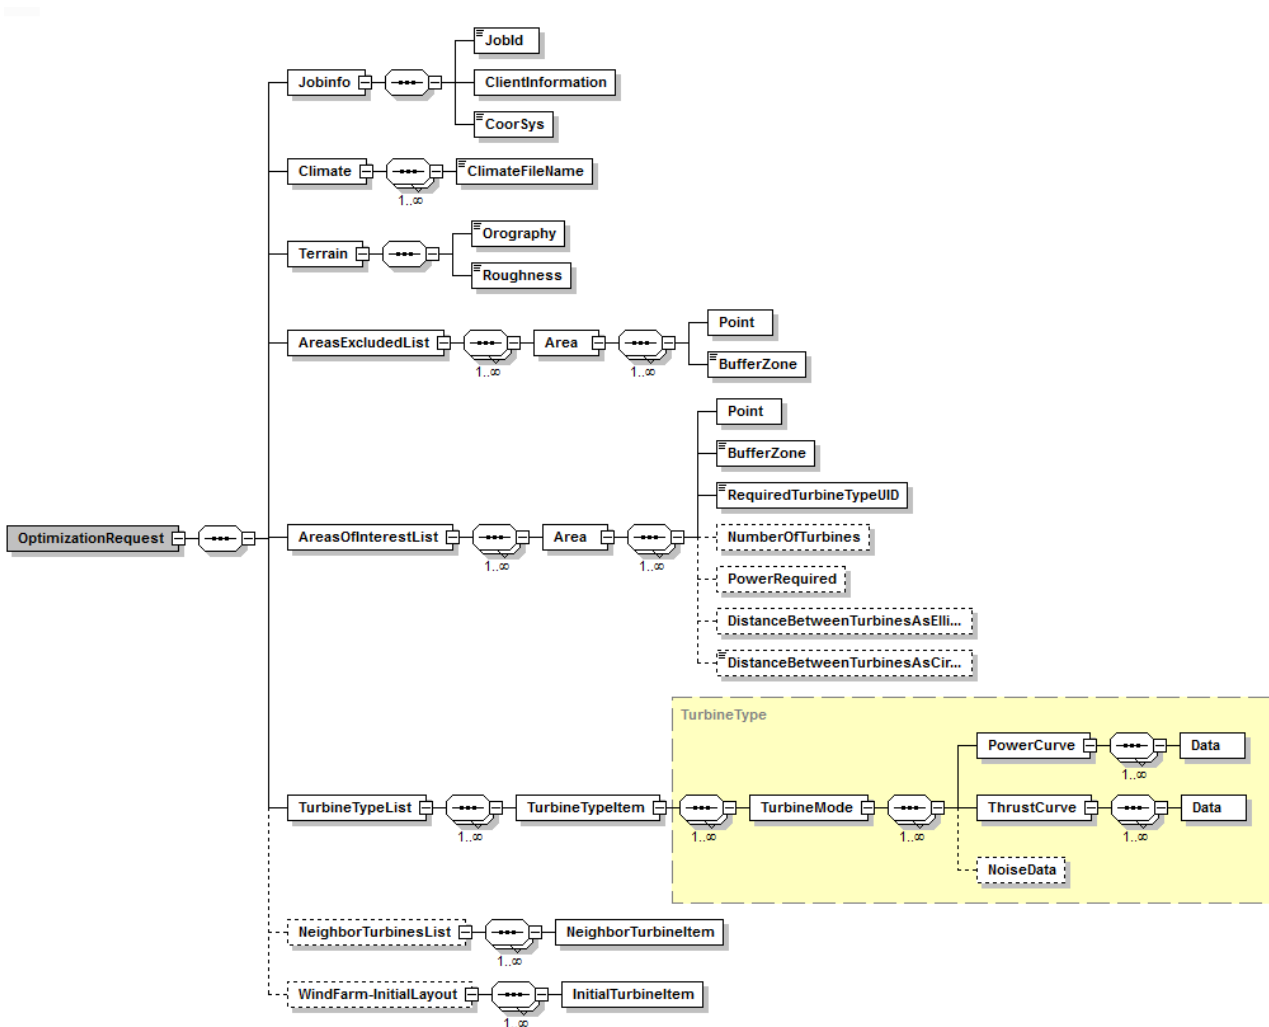 JobId
Jobinfo
ClientInformation
CoorSys
Climate
ClimateFileName
1..∞
Orography
Terrain
Roughness
Point
AreasExcludedList
Area
BufferZone
1..∞
1..∞
Point
BufferZone
RequiredTurbineTypeUID
OptimizationRequest
AreasOfInterestList
Area
NumberOfTurbines
1..∞
1..∞
PowerRequired
DistanceBetweenTurbinesAsElli...
DistanceBetweenTurbinesAsCir...
TurbineType
PowerCurve
Data
1..∞
TurbineTypeList
TurbineTypeItem
TurbineMode
ThrustCurve
Data
1..∞
1..∞
1..∞
1..∞
NoiseData
NeighborTurbinesList
NeighborTurbineItem
1..∞
WindFarm-InitialLayout
InitialTurbineItem
1..∞